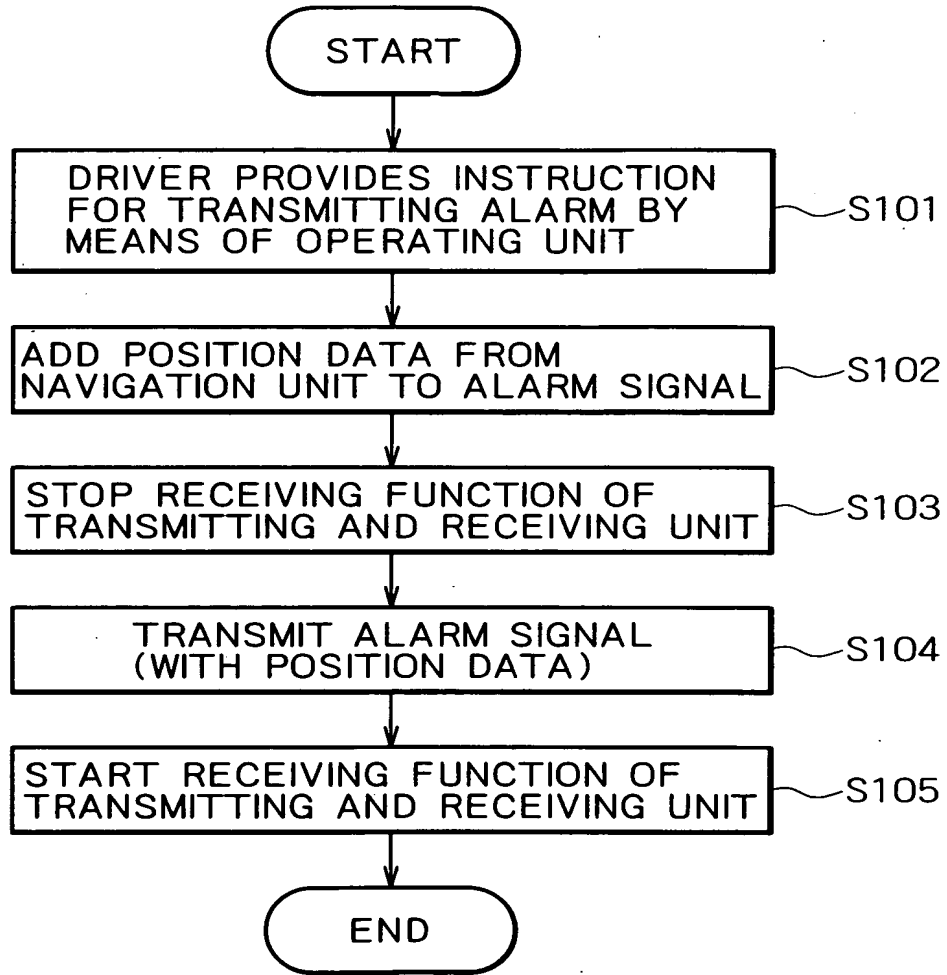 START
DRIVER PROVIDES INSTRUCTION
FOR TRANSMITTING ALARM BY
MEANS OF OPERATING UNIT
S101
ADD POSITION DATA FROM
NAVIGATION UNIT TO ALARM SIGNAL
S102
STOP RECEIVING FUNCTION OF
TRANSMITTING AND RECEIVING UNIT
S103
TRANSMIT ALARM SIGNAL
(WITH POSITION DATA)
S104
START RECEIVING FUNCTION OF
TRANSMITTING AND RECEIVING UNIT
S105
END